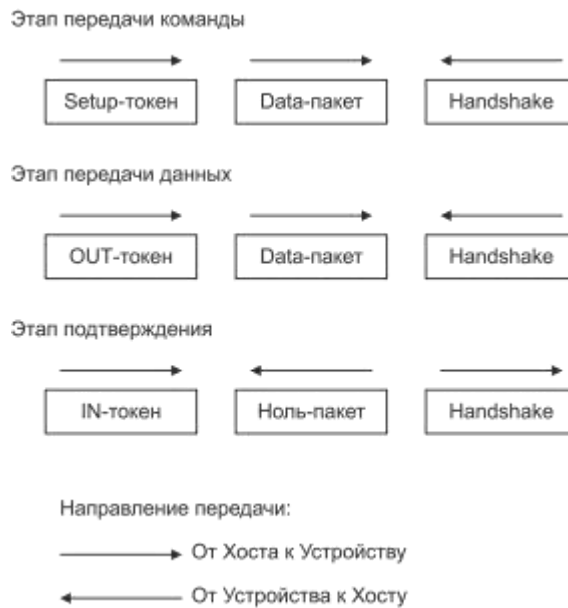 Этап передачи команды
Setup-токен Data-пакет Handshake
Этап передачи данных
OUT-токен Data-пакет Handshake
Этап подтверждения
IN-токен Ноль-пакет Handshake
Направление передачи:
От Хоста к Устройству
От Устройства к Хосту